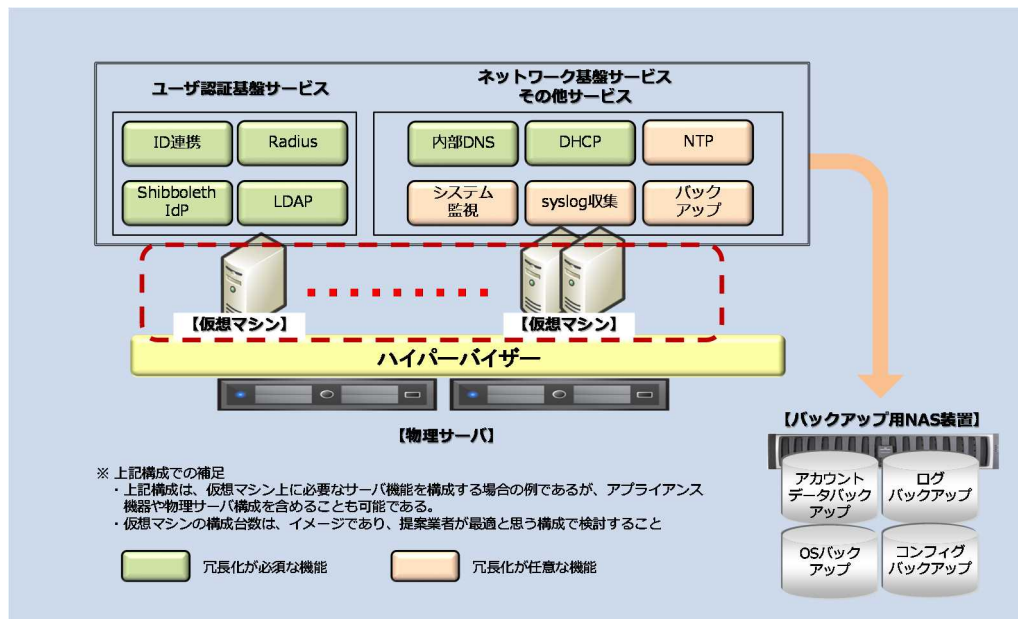 ユーザ認証基盤サービス
ネットワーク基盤サービス
その他サービス
ID連携
Radius
Shibboleth
IdP
LDAP
内部DNS
DHCP
NTP
システム
監視
syslog収集
バック
アップ
【仮想マシン】
【仮想マシン】
ハイパーバイザー
【物理サーバ】
【バックアップ用NAS装置】
アカウント
データバック
アップ
ログ
バックアップ
OSバック
アップ
コンフィグ
バックアップ
※ 上記構成での補足
・上記構成は、仮想マシン上に必要なサーバ機能を構成する場合の例であるが、アプライアンス
機器や物理サーバ構成を含めることも可能である。
・仮想マシンの構成台数は、イメージであり、提案業者が最適と思う構成で検討すること
冗長化が必須な機能
冗長化が任意な機能